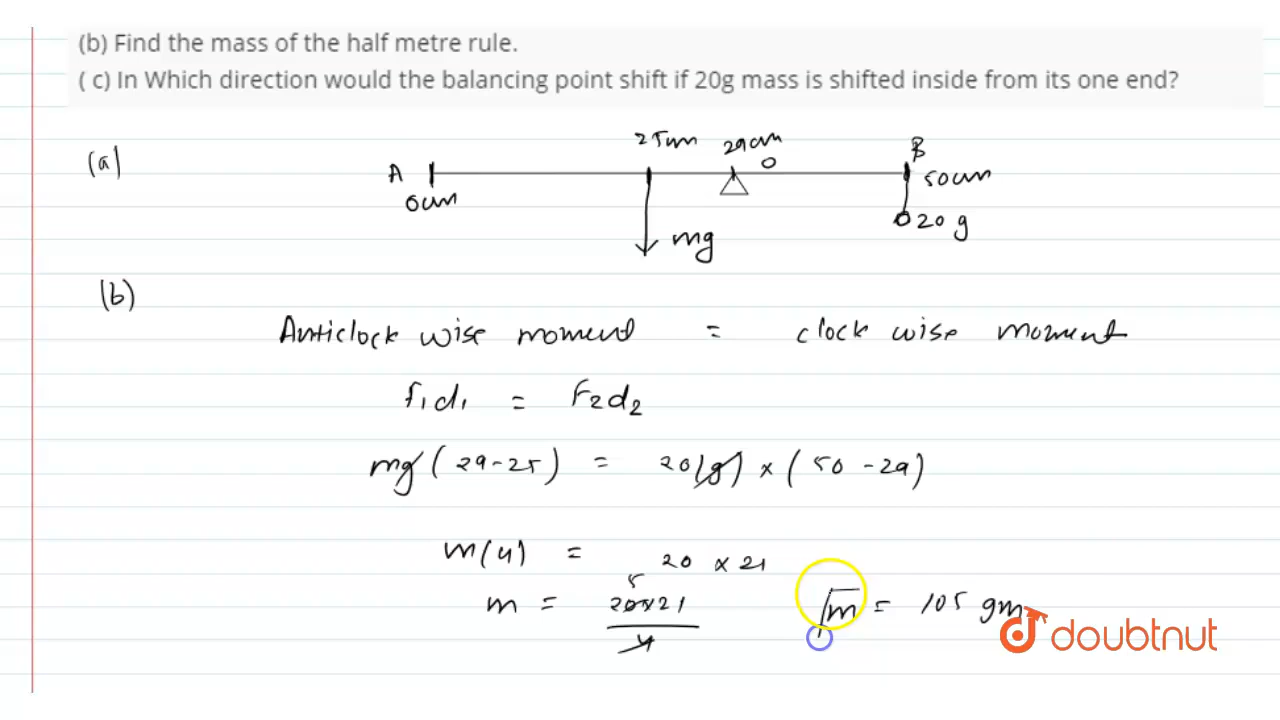 (b) Find the mass of the half metre rule.
( c) In Which direction would the balancing point shift if 20g mass is shifted inside from its one end?
(a)
25cm 29cm B
A O 50cm
0cm
20 g
mg
(b)
Anticlock wise moment = clock wise moment
f₁d₁ = F₂d₂
mg (29-25) = 20(g) × (50-29)
m(4) = 20 × 21
5
m = 20×21 m = 105 gm
4
doubtnut